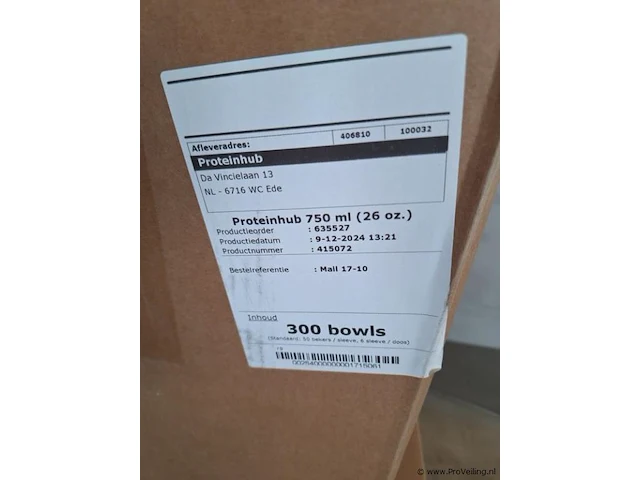 Afleveradres: 406810 100032
Proteinhub
Da Vincielaan 13
NL - 6716 WC Ede
Proteinhub 750 ml (26 oz.)
Productieorder : 635527
Productiedatum : 9-12-2024 13:21
Productnummer : 415072
Bestelreferentie : Mail 17-10
Inhoud
300 bowls
(Standaard: 50 bekers / sleeve, 6 sleeve / doos)
© www.ProVeiling.nl